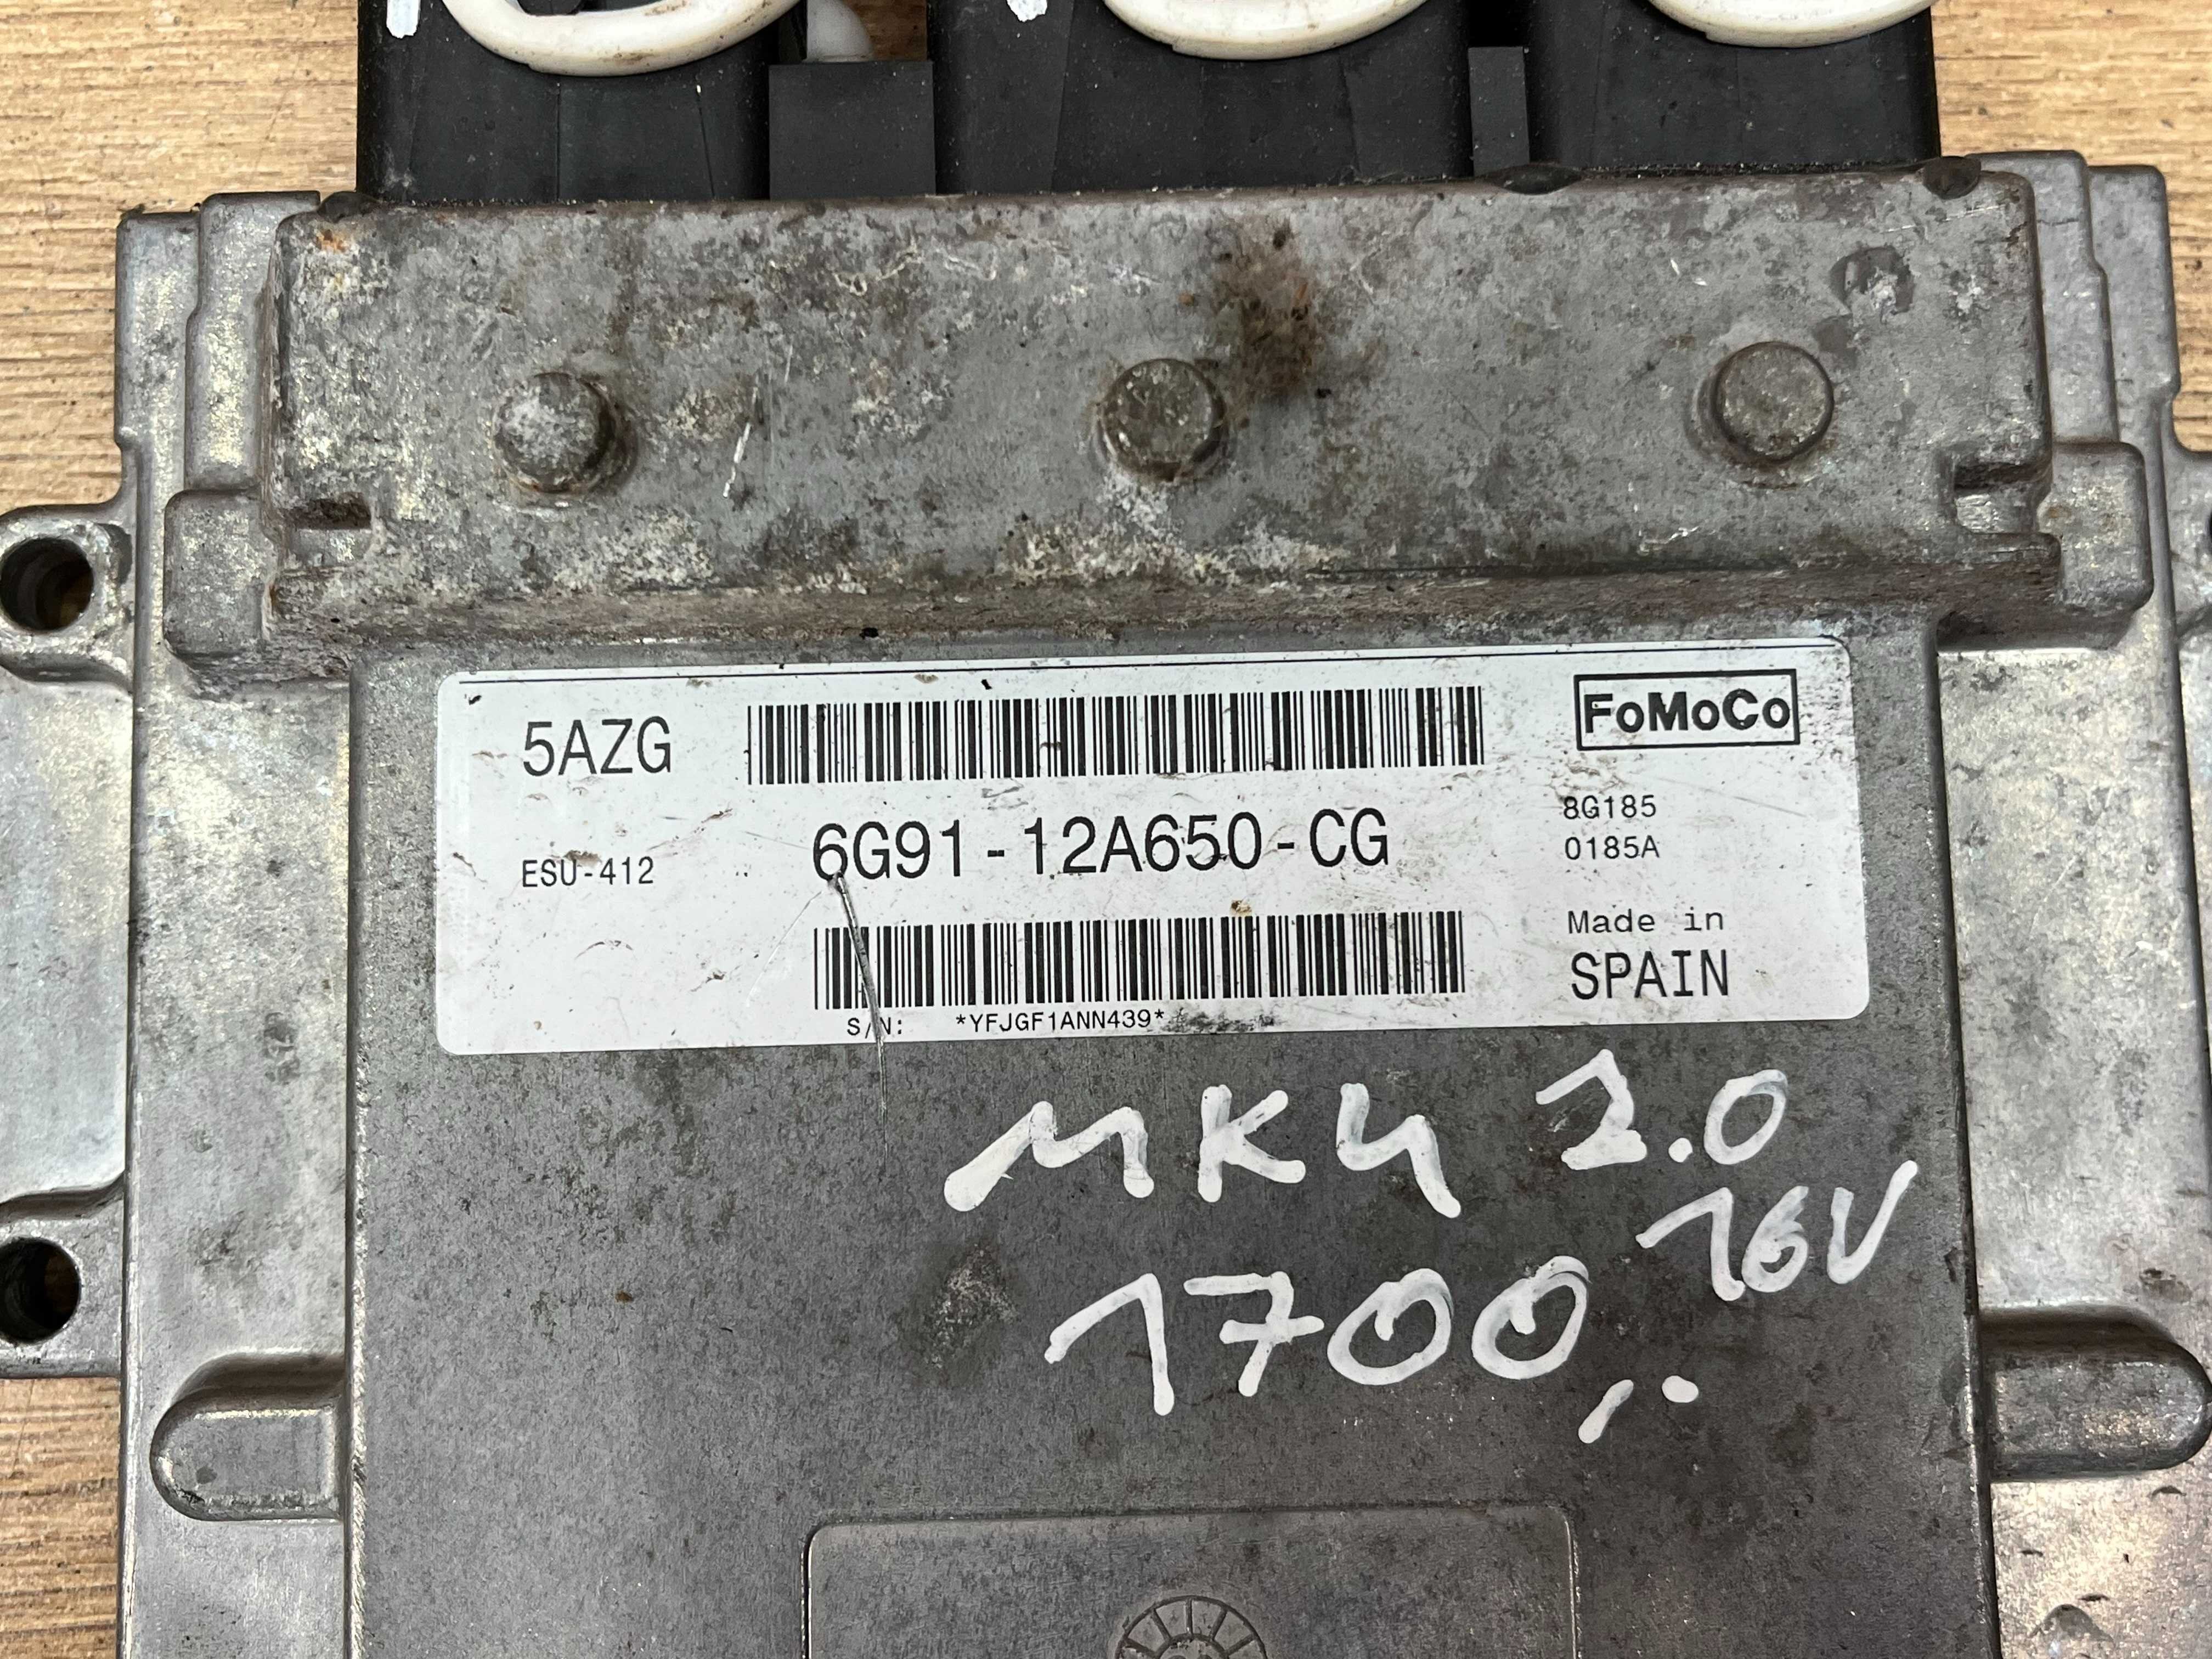 5AZG
FoMoCo
8G185
6G91-12A650-CG
0185A
ESU-412
Made in
SPAIN
S/N: *YFJGF1ANN439*
MK4 2.0
16V
1700,-